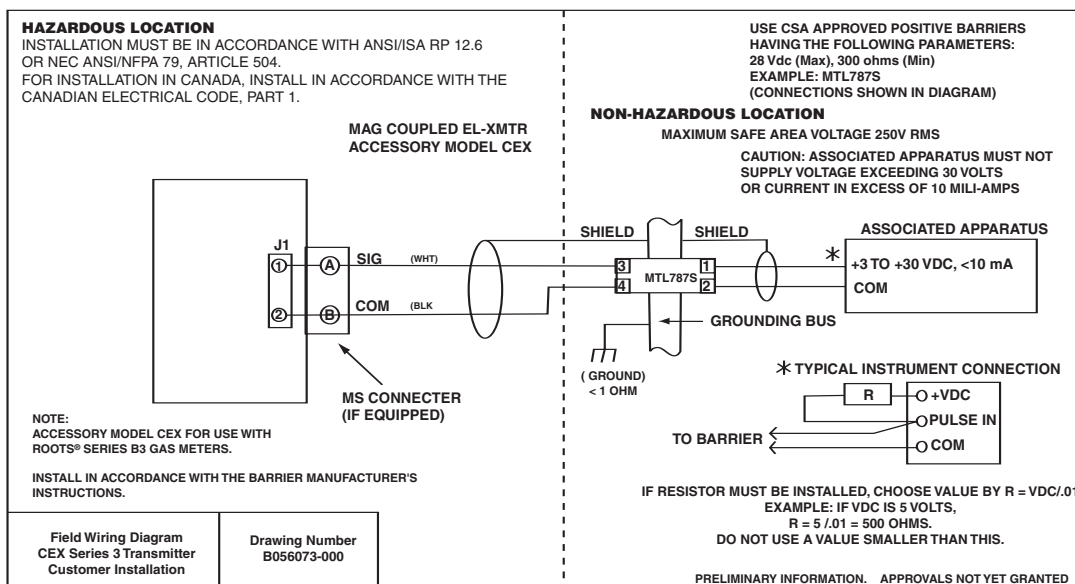 HAZARDOUS LOCATION
INSTALLATION MUST BE IN ACCORDANCE WITH ANSI/ISA RP 12.6
OR NEC ANSI/NFPA 79, ARTICLE 504.
FOR INSTALLATION IN CANADA, INSTALL IN ACCORDANCE WITH THE
CANADIAN ELECTRICAL CODE, PART 1.
USE CSA APPROVED POSITIVE BARRIERS
HAVING THE FOLLOWING PARAMETERS:
28 Vdc (Max), 300 ohms (Min)
EXAMPLE: MTL787S
(CONNECTIONS SHOWN IN DIAGRAM)
NON-HAZARDOUS LOCATION
MAXIMUM SAFE AREA VOLTAGE 250V RMS
CAUTION: ASSOCIATED APPARATUS MUST NOT
SUPPLY VOLTAGE EXCEEDING 30 VOLTS
OR CURRENT IN EXCESS OF 10 MILI-AMPS
MAG COUPLED EL-XMTR
ACCESSORY MODEL CEX
J1
1
A
SIG (WHT)
2
B
COM (BLK
MS CONNECTER
(IF EQUIPPED)
SHIELD
SHIELD
3
4
MTL787S
1
2
GROUNDING BUS
( GROUND)
< 1 OHM
ASSOCIATED APPARATUS
* +3 TO +30 VDC, <10 mA
COM
* TYPICAL INSTRUMENT CONNECTION
R
+VDC
PULSE IN
COM
TO BARRIER
NOTE:
ACCESSORY MODEL CEX FOR USE WITH
ROOTS® SERIES B3 GAS METERS.
INSTALL IN ACCORDANCE WITH THE BARRIER MANUFACTURER'S
INSTRUCTIONS.
IF RESISTOR MUST BE INSTALLED, CHOOSE VALUE BY R = VDC/.01
EXAMPLE: IF VDC IS 5 VOLTS,
R = 5 /.01 = 500 OHMS.
DO NOT USE A VALUE SMALLER THAN THIS.
Field Wiring Diagram
CEX Series 3 Transmitter
Customer Installation
Drawing Number
B056073-000
PRELIMINARY INFORMATION. APPROVALS NOT YET GRANTED